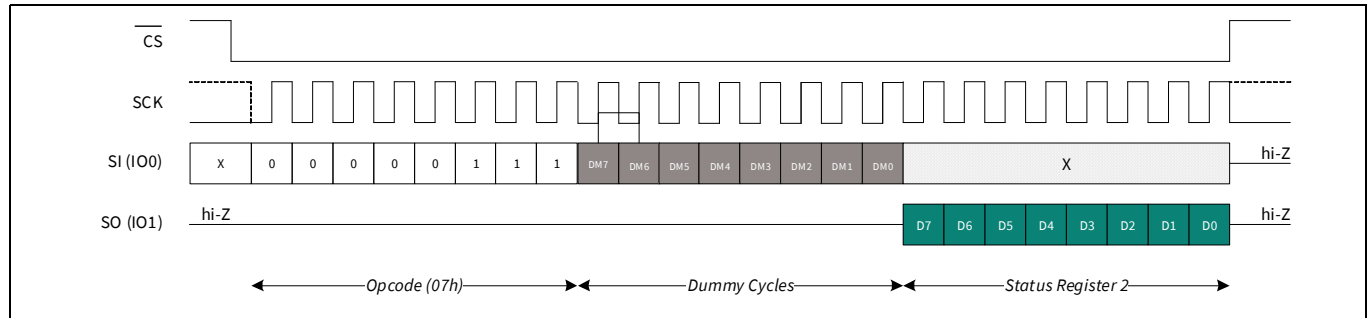 CS
SCK
SI (IO0) X 0 0 0 0 0 1 1 1 DM7 DM6 DM5 DM4 DM3 DM2 DM1 DM0 X hi-Z
SO (IO1) hi-Z D7 D6 D5 D4 D3 D2 D1 D0 hi-Z
Opcode (07h) Dummy Cycles Status Register 2